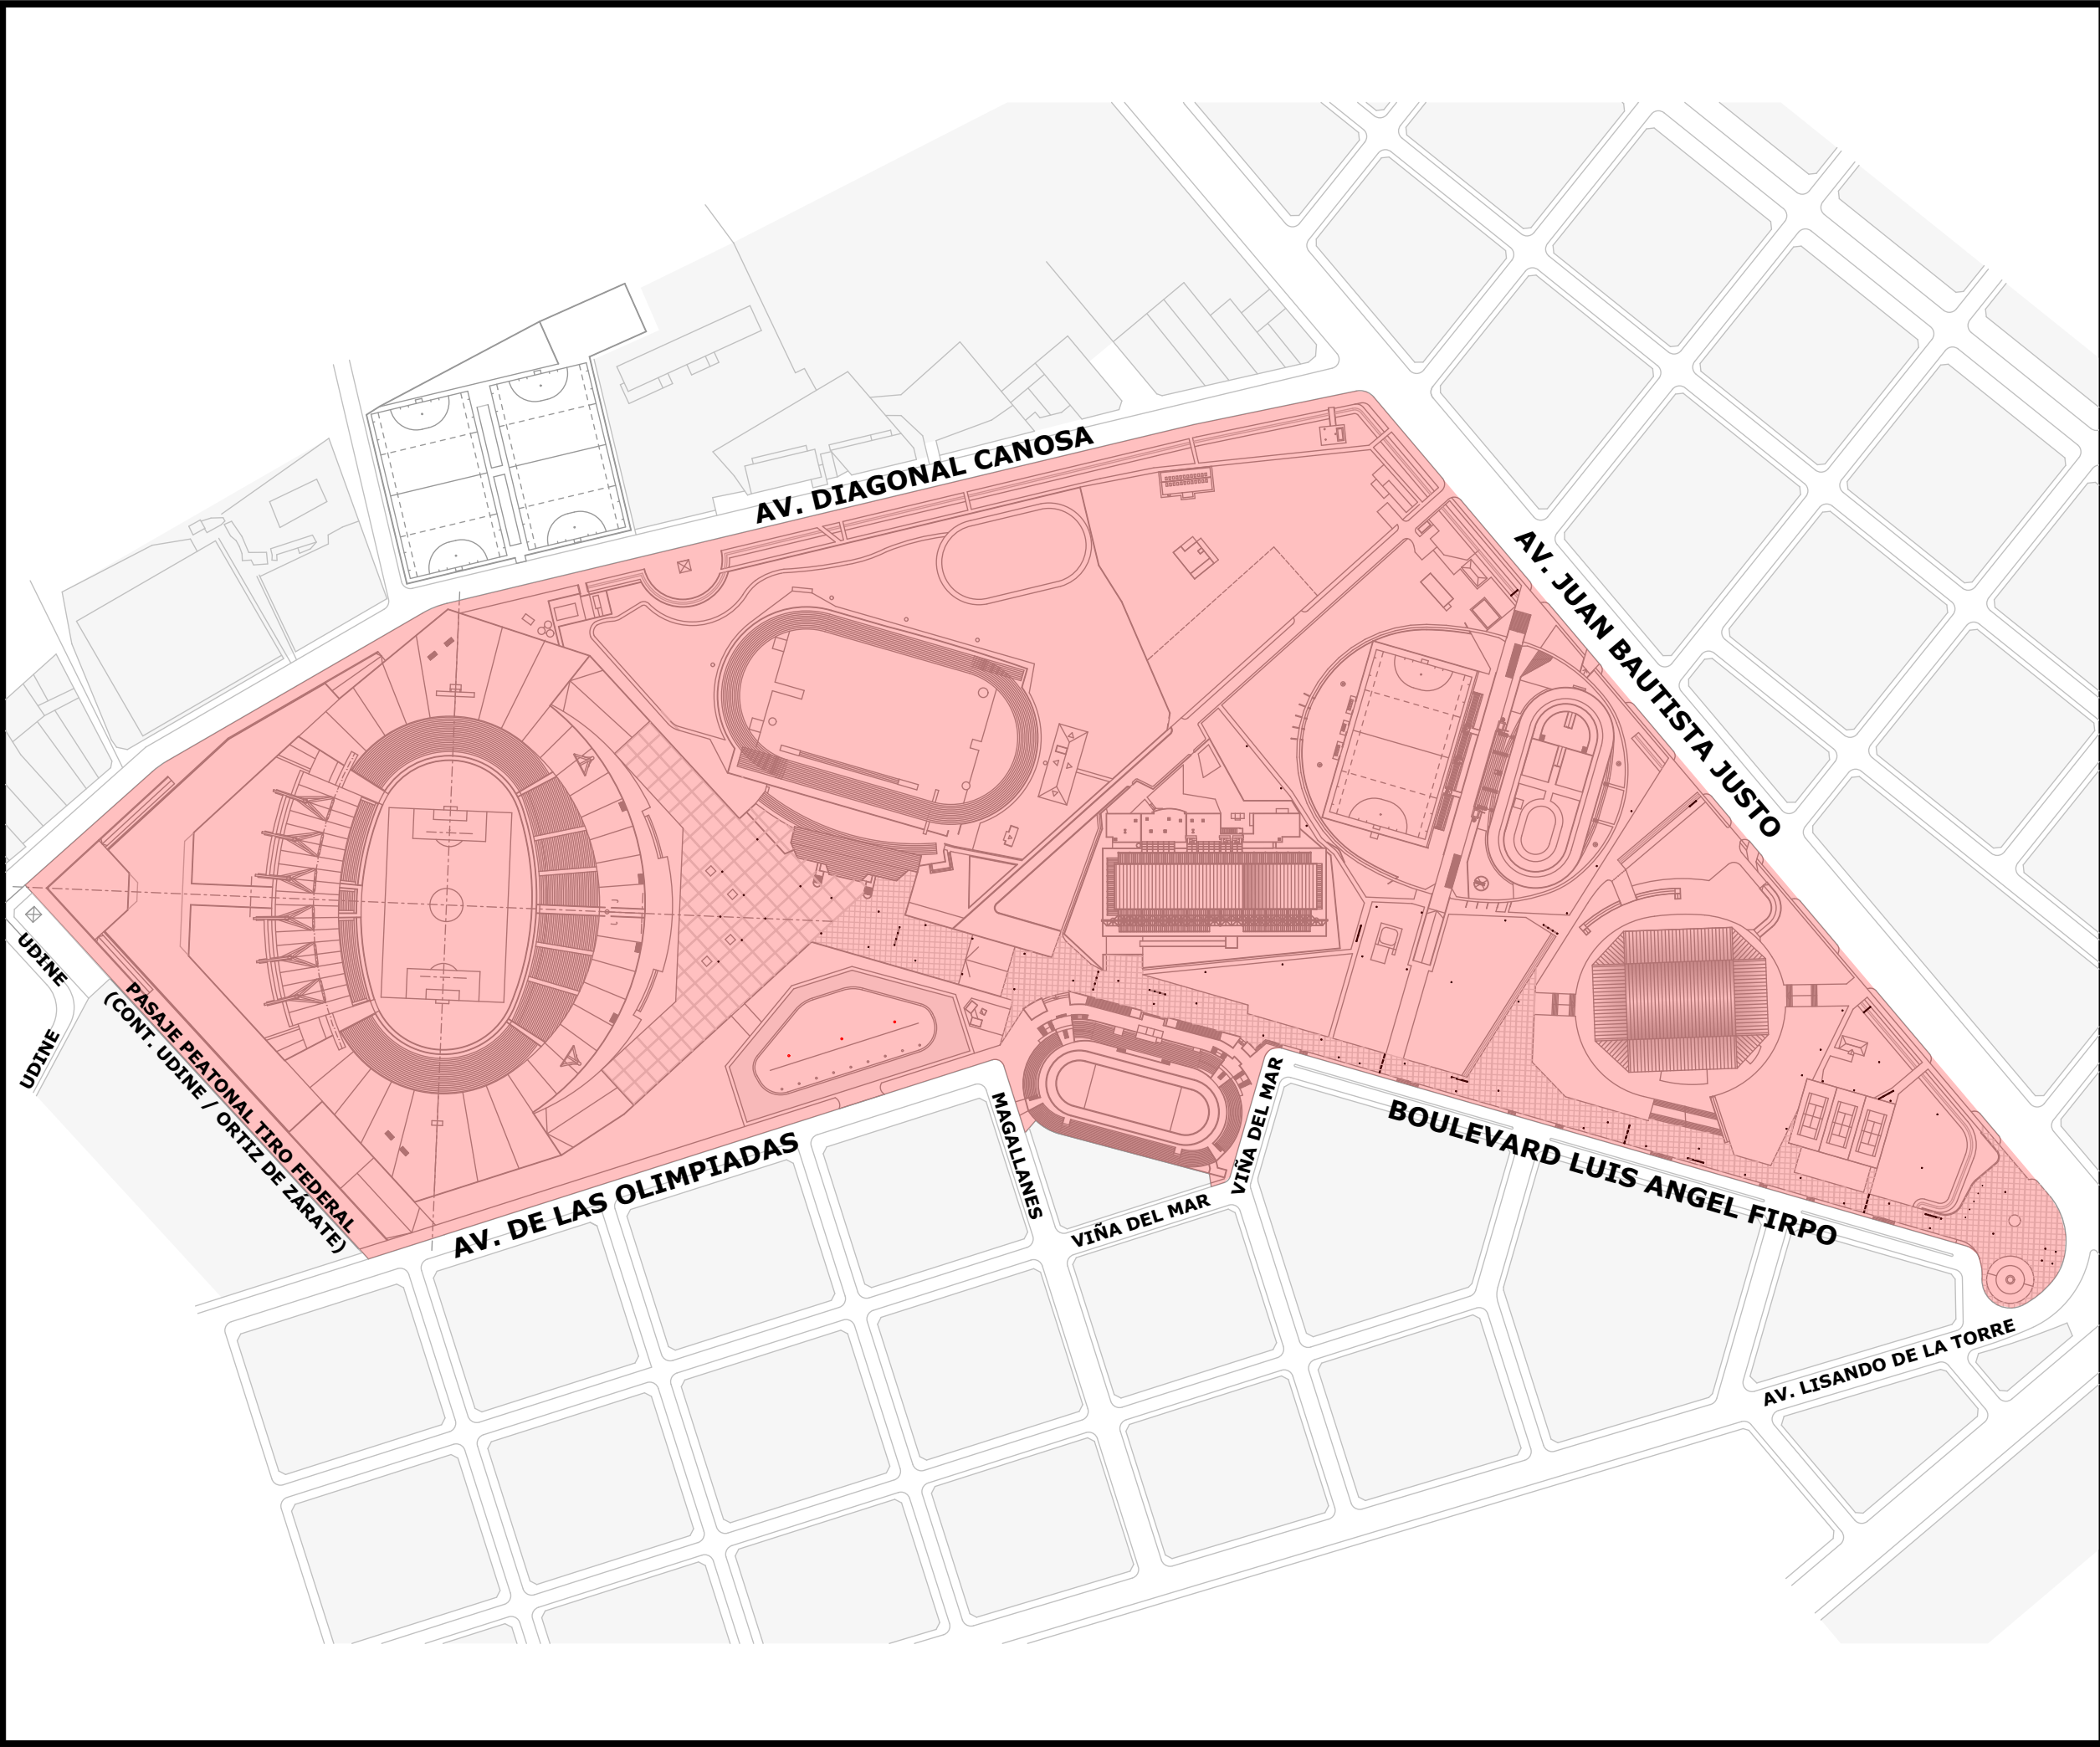 AV. DIAGONAL CANOSA
AV. JUAN BAUTISTA JUSTO
UDINE
UDINE
PASAJE PEATONAL TIRO FEDERAL
(CONT. UDINE / ORTIZ DE ZÁRATE)
AV. DE LAS OLIMPIADAS
MAGALLANES
VIÑA DEL MAR
VIÑA DEL MAR
BOULEVARD LUIS ANGEL FIRPO
AV. LISANDO DE LA TORRE